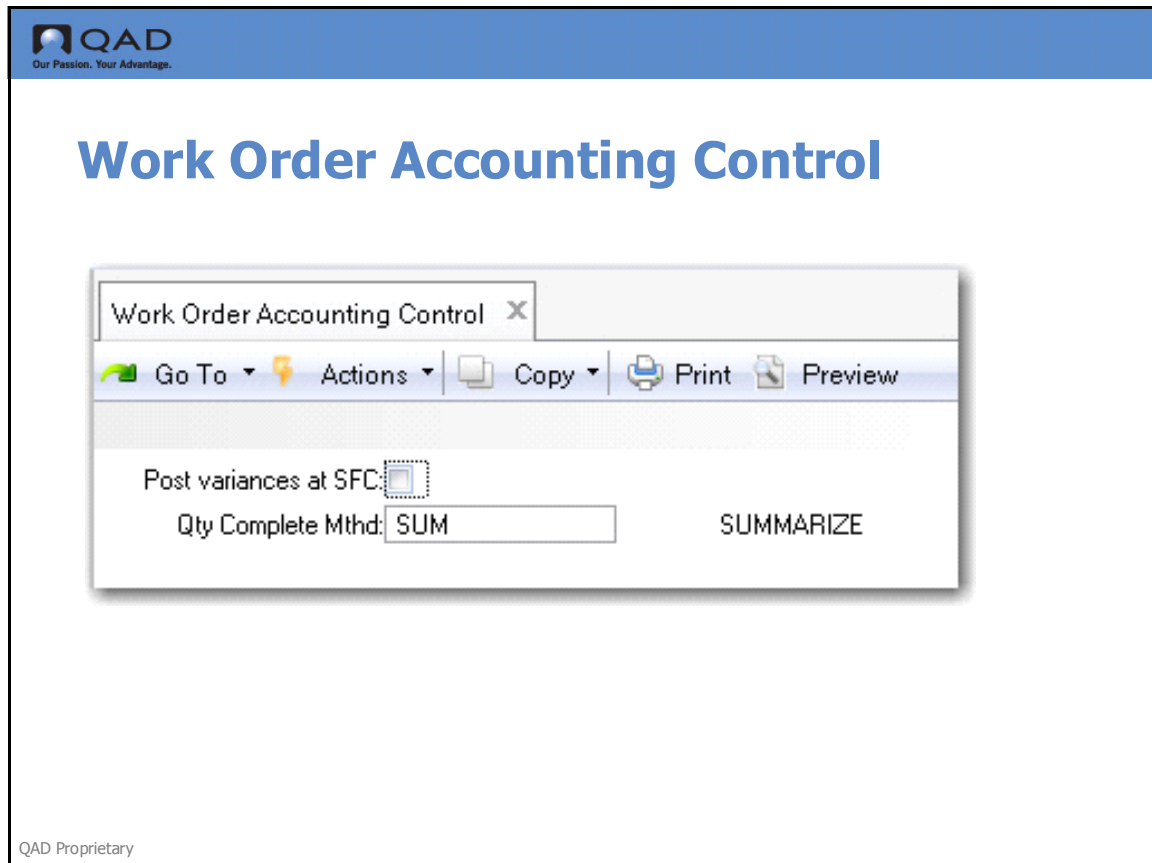 QAD
Our Passion. Your Advantage.
Work Order Accounting Control
Work Order Accounting Control X
Go To Actions Copy Print Preview
Post variances at SFC:
Qty Complete Mthd: SUM SUMMARIZE
QAD Proprietary